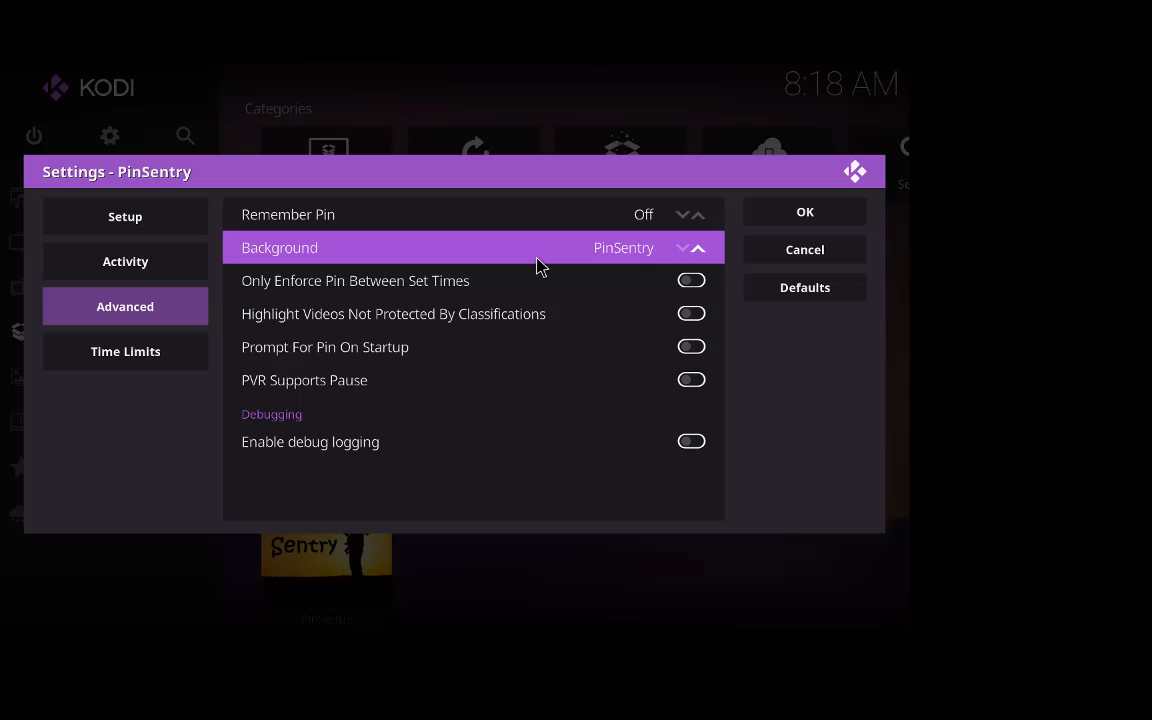 KODI
8:18 AM
Categories
Settings - PinSentry
Setup
Activity
Advanced
Time Limits
Remember Pin Off
Background PinSentry
Only Enforce Pin Between Set Times
Highlight Videos Not Protected By Classifications
Prompt For Pin On Startup
PVR Supports Pause
Debugging
Enable debug logging
OK
Cancel
Defaults
Se
Sentry
PinSentry